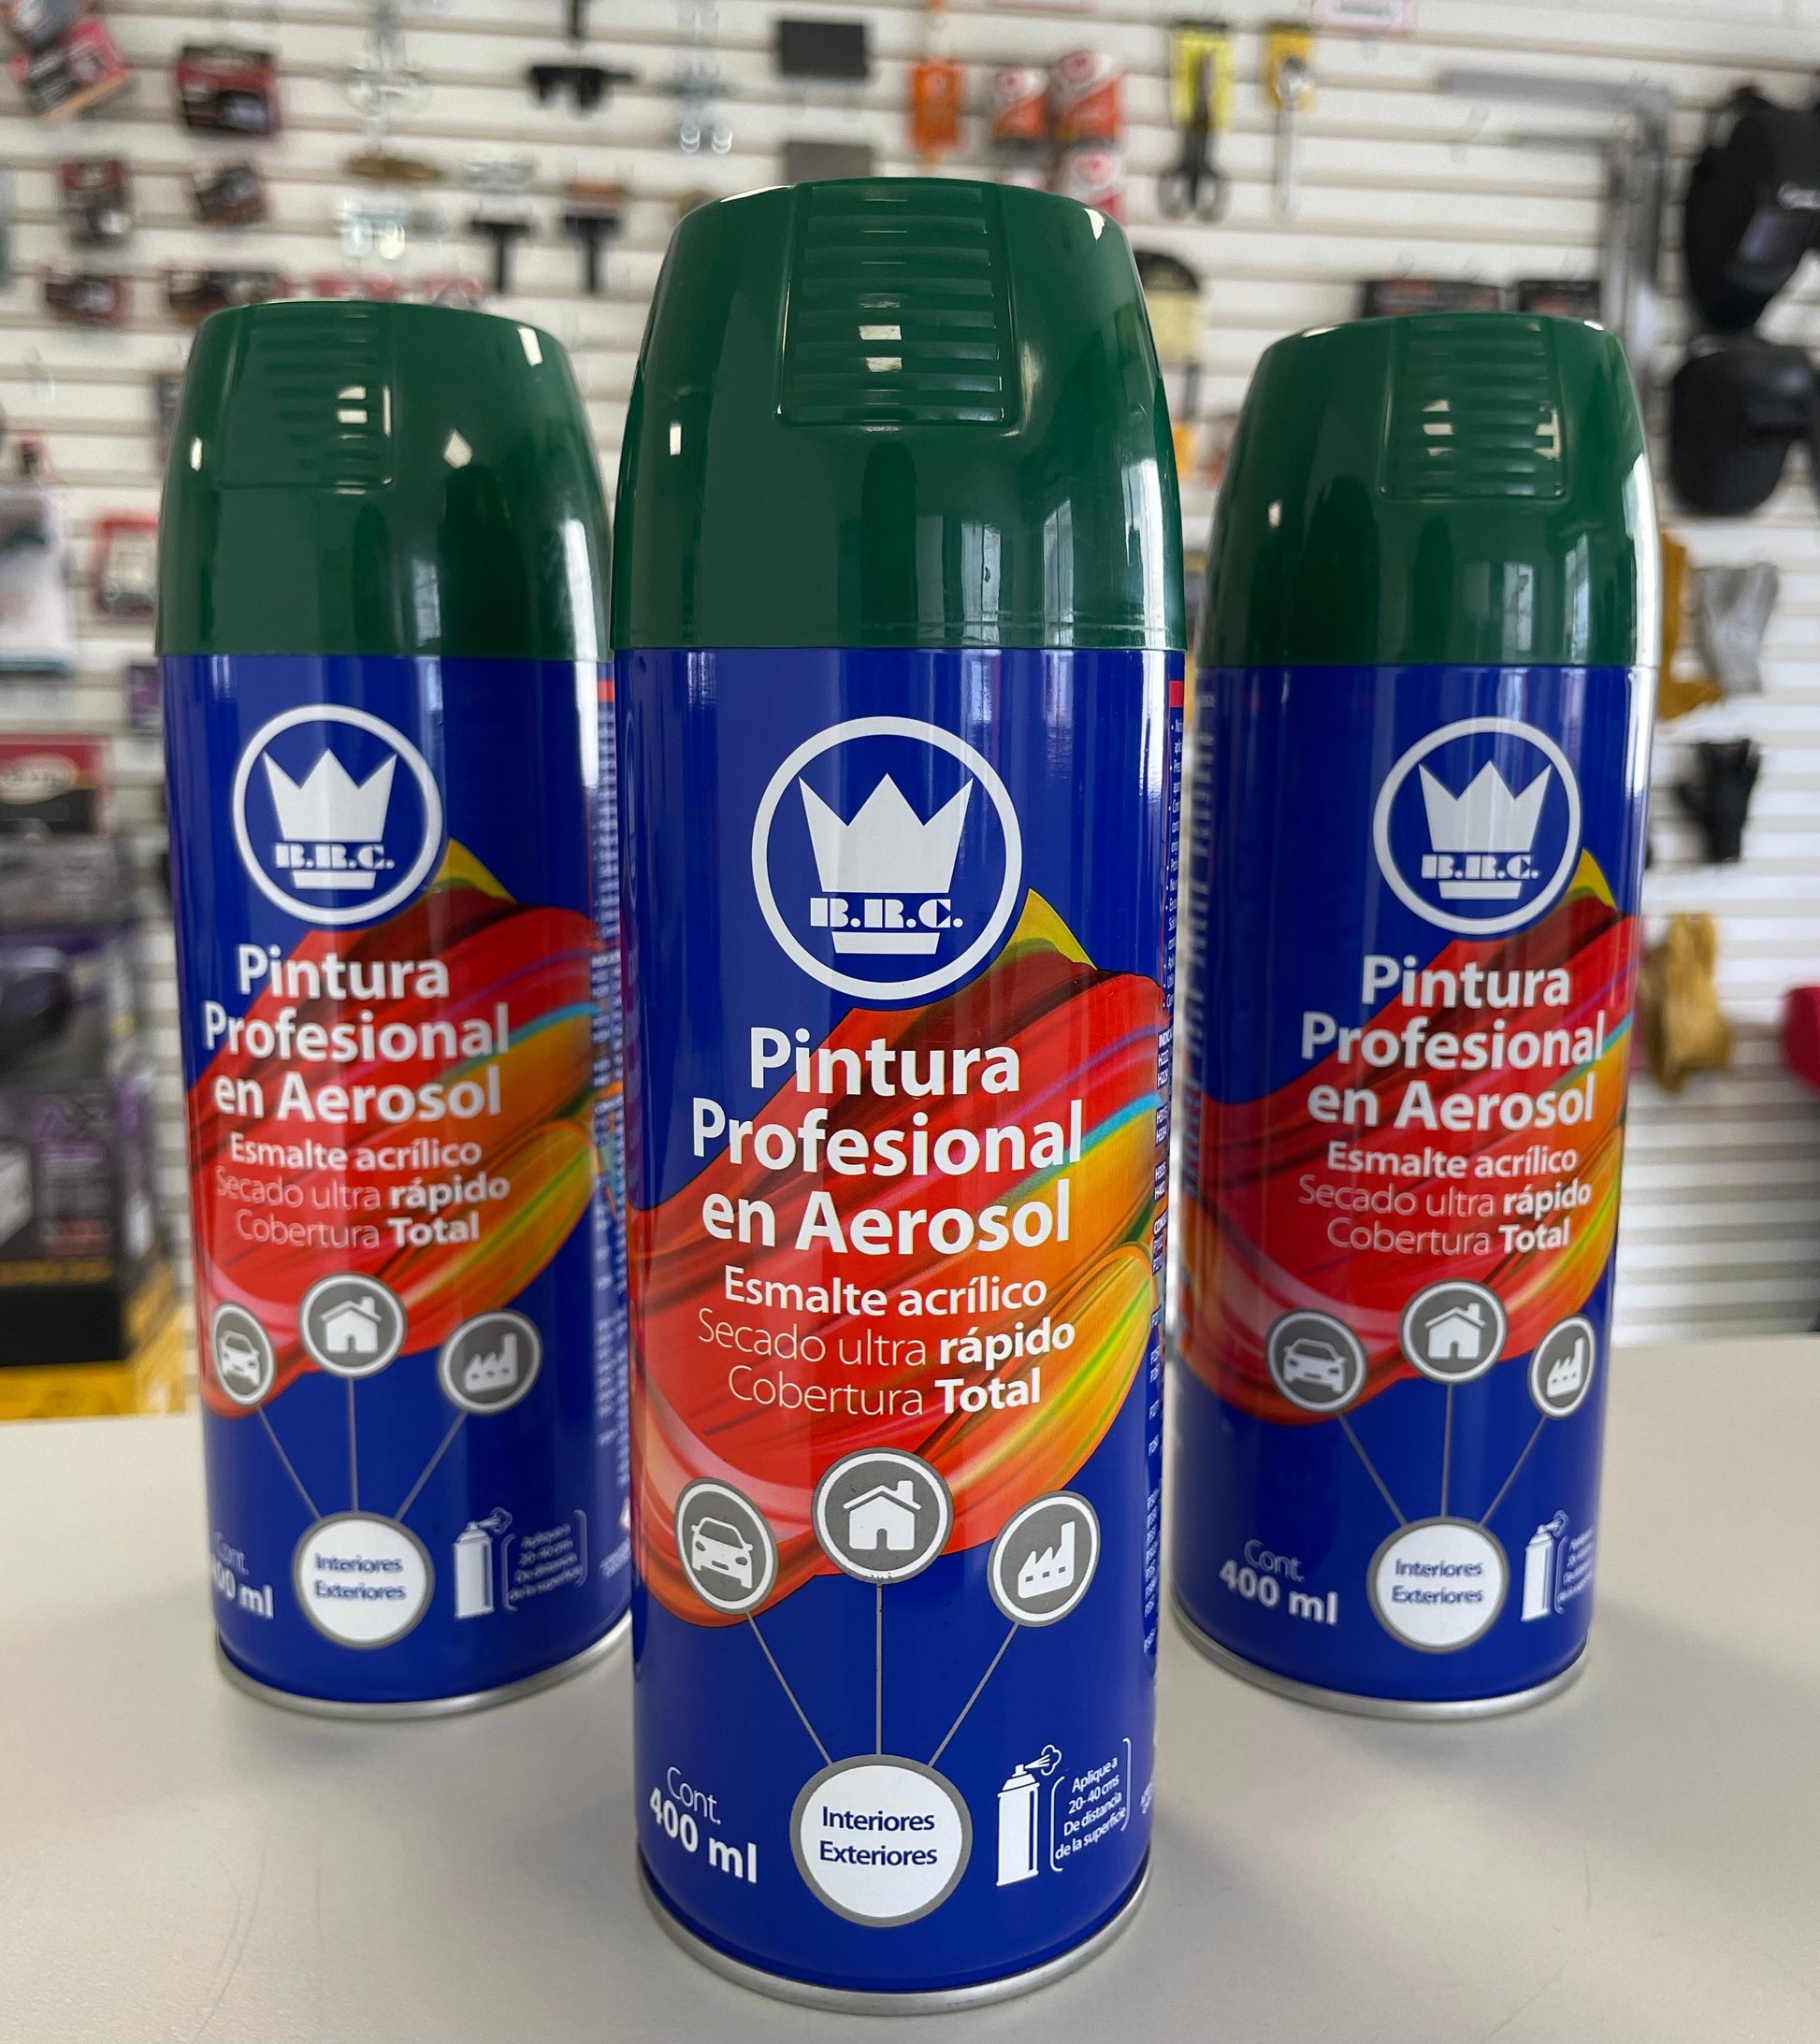 B.R.C.
Pintura
Profesional
en Aerosol
Esmalte acrílico
Secado ultra rápido
Cobertura Total
Interiores
Exteriores
B.R.C.
Pintura
Profesional
en Aerosol
Esmalte acrílico
Secado ultra rápido
Cobertura Total
Cont.
400 ml
Interiores
Exteriores
Aplique a
20-40 cms
De distancia
de la superficie
B.R.C.
Pintura
Profesional
en Aerosol
Esmalte acrílico
Secado ultra rápido
Cobertura Total
Cont.
400 ml
Interiores
Exteriores